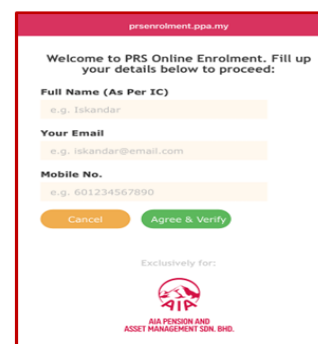 prsenrolment.ppa.my
Welcome to PRS Online Enrolment. Fill up
your details below to proceed:
Full Name (As Per IC)
e.g. Iskandar
Your Email
e.g. iskandar@email.com
Mobile No.
e.g. 601234567890
Cancel
Agree & Verify
Exclusively for:
AIA
AIA PENSION AND
ASSET MANAGEMENT SDN. BHD.